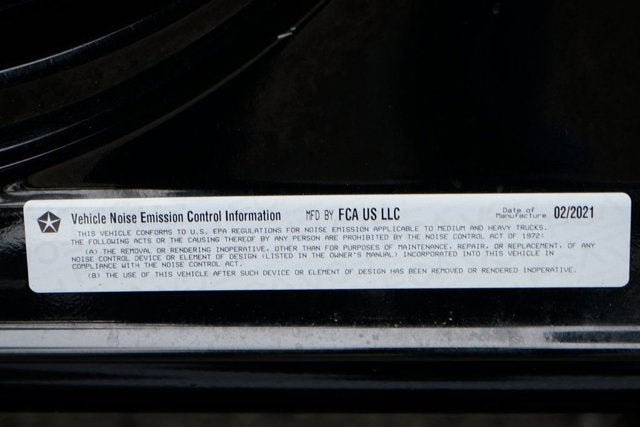 Vehicle Noise Emission Control Information MFD BY FCA US LLC Date of Manufacture 02/2021
THIS VEHICLE CONFORMS TO U.S. EPA REGULATIONS FOR NOISE EMISSION APPLICABLE TO MEDIUM AND HEAVY TRUCKS.
THE FOLLOWING ACTS OR THE CAUSING THEREOF BY ANY PERSON ARE PROHIBITED BY THE NOISE CONTROL ACT OF 1972:
(A) THE REMOVAL OR RENDERING INOPERATIVE, OTHER THAN FOR PURPOSES OF MAINTENANCE, REPAIR, OR REPLACEMENT, OF ANY
NOISE CONTROL DEVICE OR ELEMENT OF DESIGN (LISTED IN THE OWNER'S MANUAL) INCORPORATED INTO THIS VEHICLE IN
COMPLIANCE WITH THE NOISE CONTROL ACT.
(B) THE USE OF THIS VEHICLE AFTER SUCH DEVICE OR ELEMENT OF DESIGN HAS BEEN REMOVED OR RENDERED INOPERATIVE.